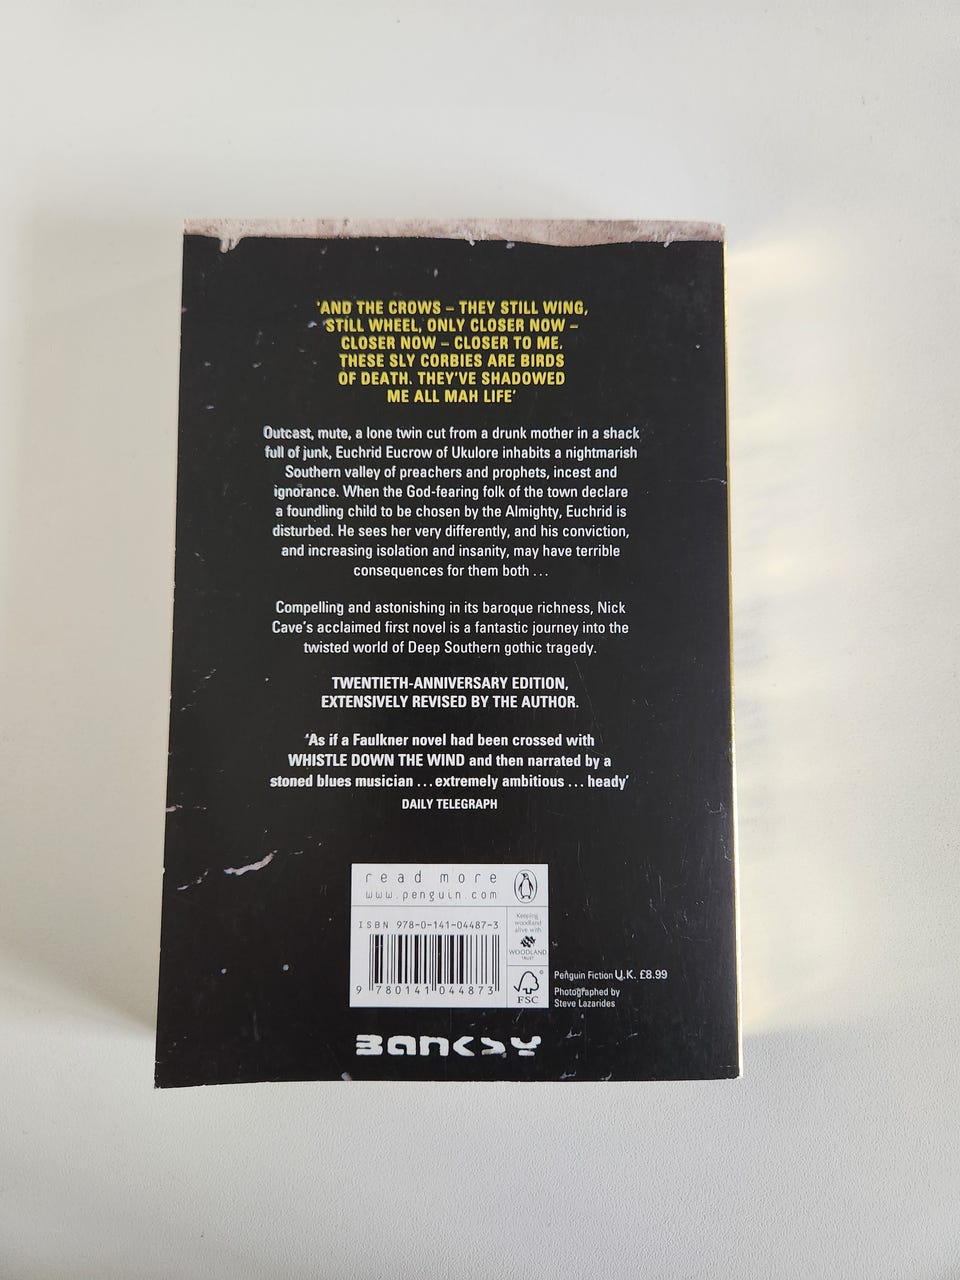 'AND THE CROWS – THEY STILL WING,
STILL WHEEL, ONLY CLOSER NOW –
CLOSER NOW – CLOSER TO ME.
THESE SLY CORBIES ARE BIRDS
OF DEATH. THEY'VE SHADOWED
ME ALL MAH LIFE'
Outcast, mute, a lone twin cut from a drunk mother in a shack
full of junk, Euchrid Eucrow of Ukulore inhabits a nightmarish
Southern valley of preachers and prophets, incest and
ignorance. When the God-fearing folk of the town declare
a foundling child to be chosen by the Almighty, Euchrid is
disturbed. He sees her very differently, and his conviction,
and increasing isolation and insanity, may have terrible
consequences for them both ...
Compelling and astonishing in its baroque richness, Nick
Cave's acclaimed first novel is a fantastic journey into the
twisted world of Deep Southern gothic tragedy.
TWENTIETH-ANNIVERSARY EDITION,
EXTENSIVELY REVISED BY THE AUTHOR.
'As if a Faulkner novel had been crossed with
WHISTLE DOWN THE WIND and then narrated by a
stoned blues musician ... extremely ambitious ... heady'
DAILY TELEGRAPH
read more
www.penguin.com
ISBN 978-0-141-04487-3
9 780141 044873
Keeping
woodland
alive with
WOODLAND
TRUST
FSC
Penguin Fiction U.K. £8.99
Photographed by
Steve Lazarides
BANKSY